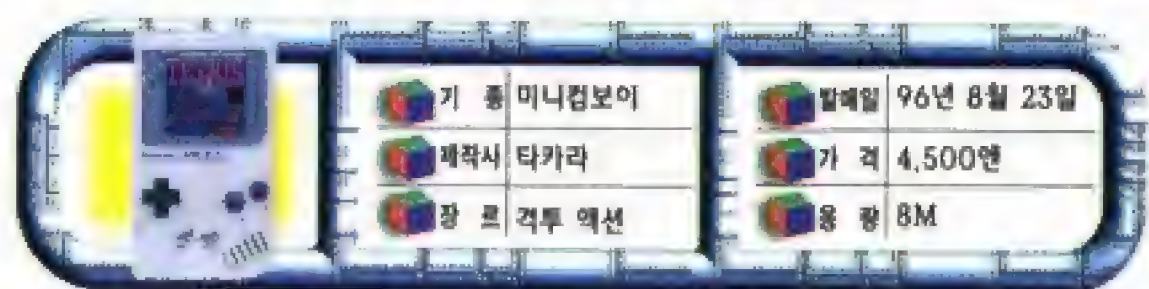 기 종 미니컴보이
제작사 타카라
장 르 격투 액션
발매일 96년 8월 23일
가 격 4,500엔
용 량 8M